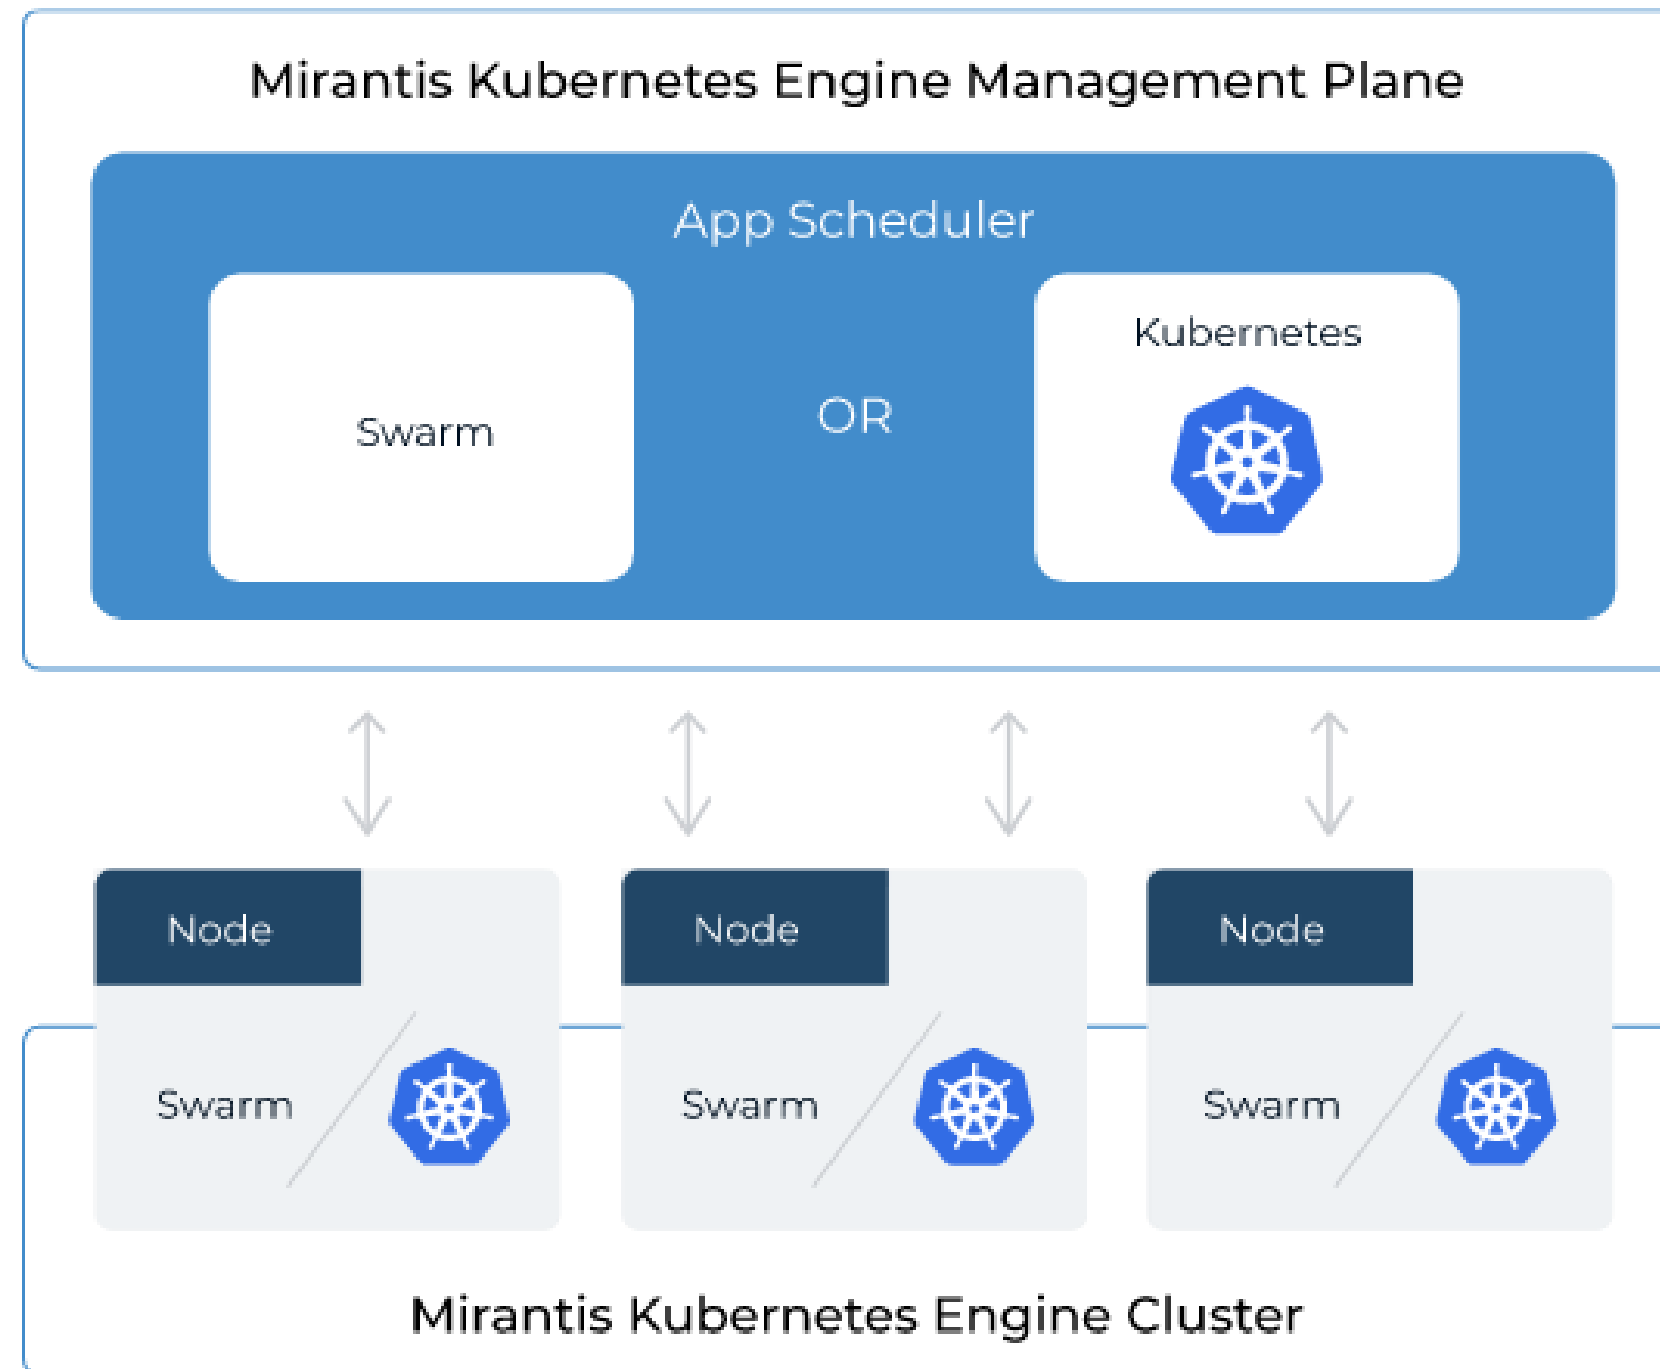 Mirantis Kubernetes Engine Management Plane
App Scheduler
Swarm
OR
Kubernetes
Node
Node
Node
Swarm
Swarm
Swarm
Mirantis Kubernetes Engine Cluster